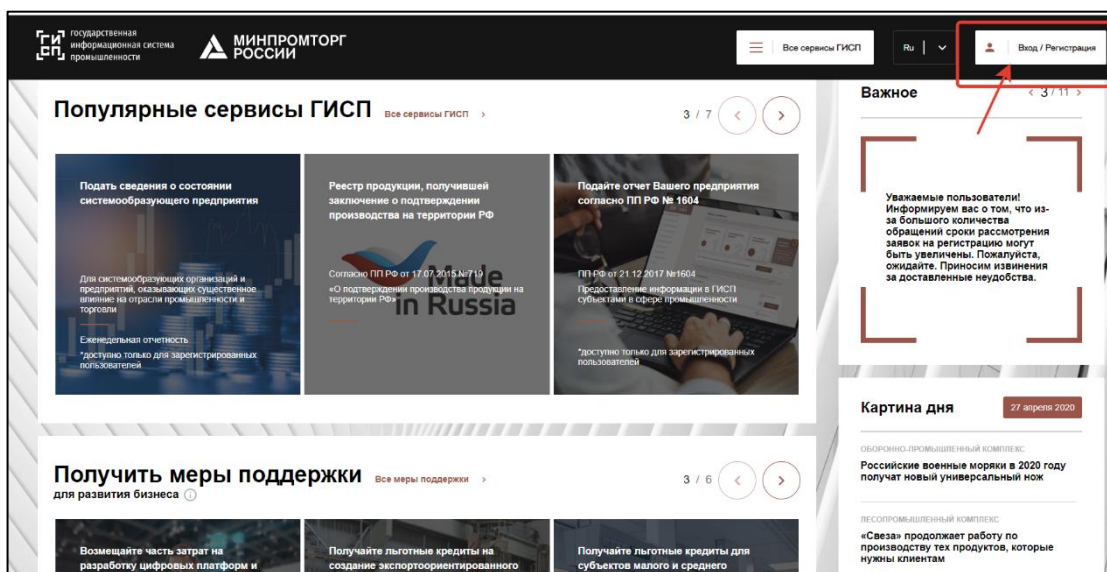 государственная
информационная система
промышленности
ГИСП
МИНПРОМТОРГ
РОССИИ
Все сервисы ГИСП
Ru
Вход / Регистрация
Популярные сервисы ГИСП
Все сервисы ГИСП
3 / 7
Подать сведения о состоянии
системообразующего предприятия
Для системообразующих организаций и
предприятий, оказывающих существенное
влияние на отрасли промышленности и
торговли
Еженедельная отчетность
*доступно только для зарегистрированных
пользователей
Реестр продукции, получившей
заключение о подтверждении
производства на территории РФ
Made
in Russia
Согласно ПП РФ от 17.07.2015 №719
«О подтверждении производства продукции на
территории РФ»
Подайте отчет Вашего предприятия
согласно ПП РФ № 1604
ПП РФ от 21.12.2017 №1604
Предоставление информации в ГИСП
субъектами в сфере промышленности
*доступно только для зарегистрированных
пользователей
Важное
3 / 11
Уважаемые пользователи!
Информируем вас о том, что из-
за большого количества
обращений сроки рассмотрения
заявок на регистрацию могут
быть увеличены. Пожалуйста,
ожидайте. Приносим извинения
за доставленные неудобства.
Картина дня
27 апреля 2020
ОБОРОННО-ПРОМЫШЛЕННЫЙ КОМПЛЕКС
Российские военные моряки в 2020 году
получат новый универсальный нож
ЛЕСОПРОМЫШЛЕННЫЙ КОМПЛЕКС
«Свеза» продолжает работу по
производству тех продуктов, которые
нужны клиентам
Получить меры поддержки
Все меры поддержки
для развития бизнеса
3 / 6
Возмещайте часть затрат на
разработку цифровых платформ и
Получайте льготные кредиты на
создание экспортоориентированного
Получайте льготные кредиты для
субъектов малого и среднего